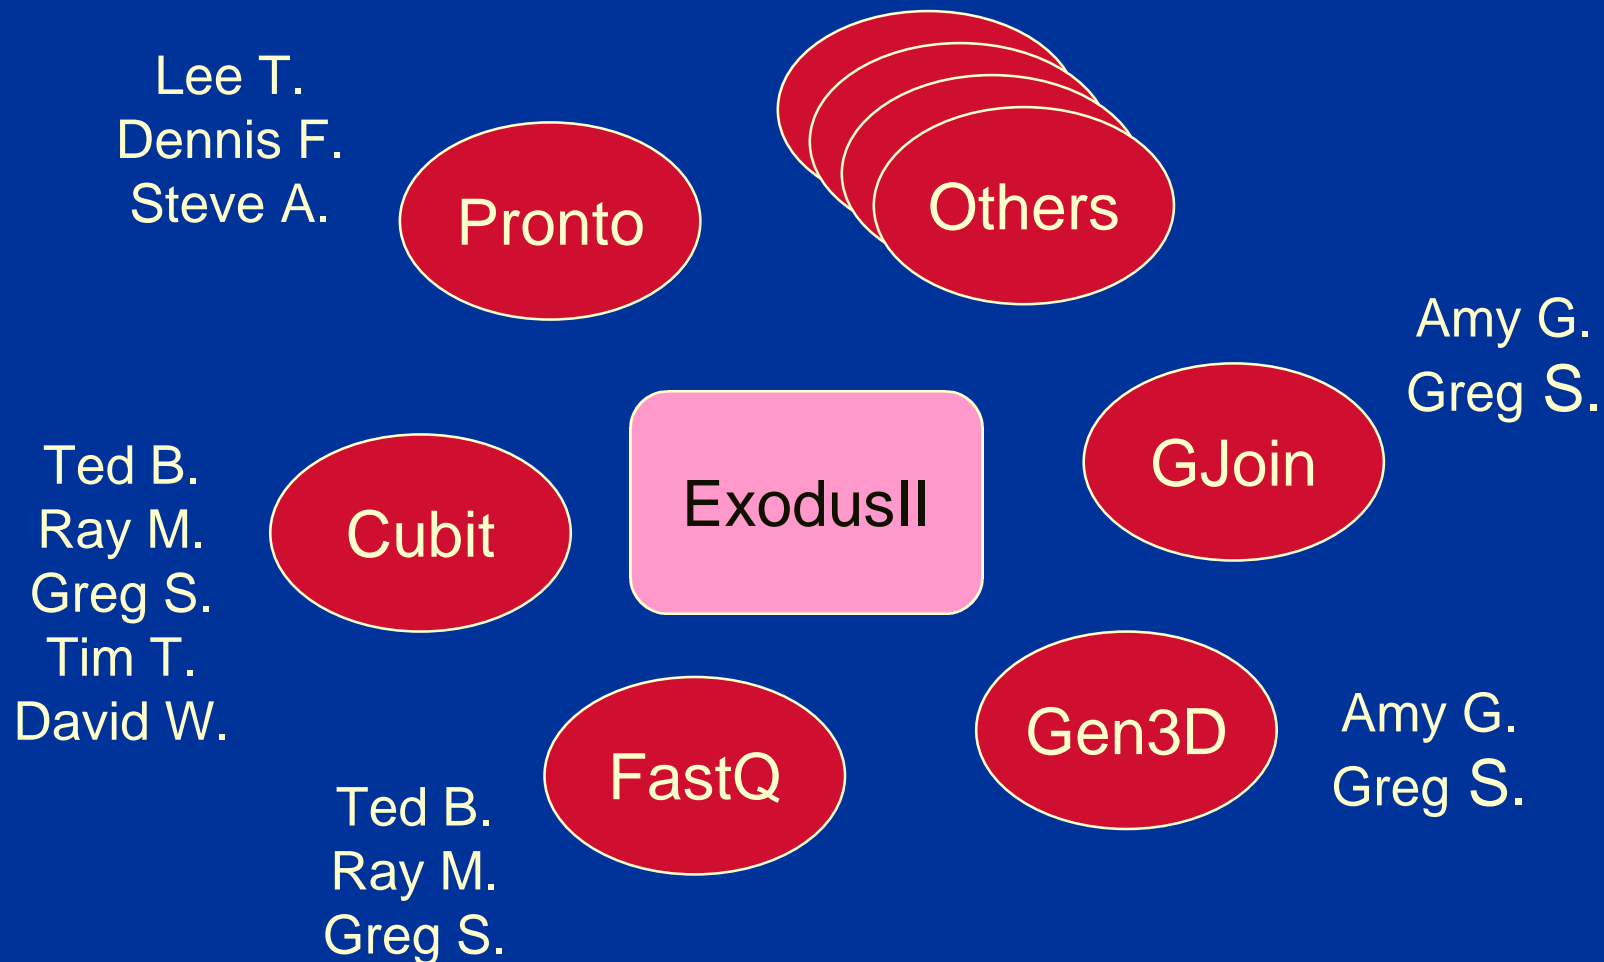 Lee T.
Dennis F.
Steve A.
Pronto
Others
Amy G.
Greg S.
GJoin
ExodusII
Ted B.
Ray M.
Greg S.
Tim T.
David W.
Cubit
Gen3D
Amy G.
Greg S.
FastQ
Ted B.
Ray M.
Greg S.